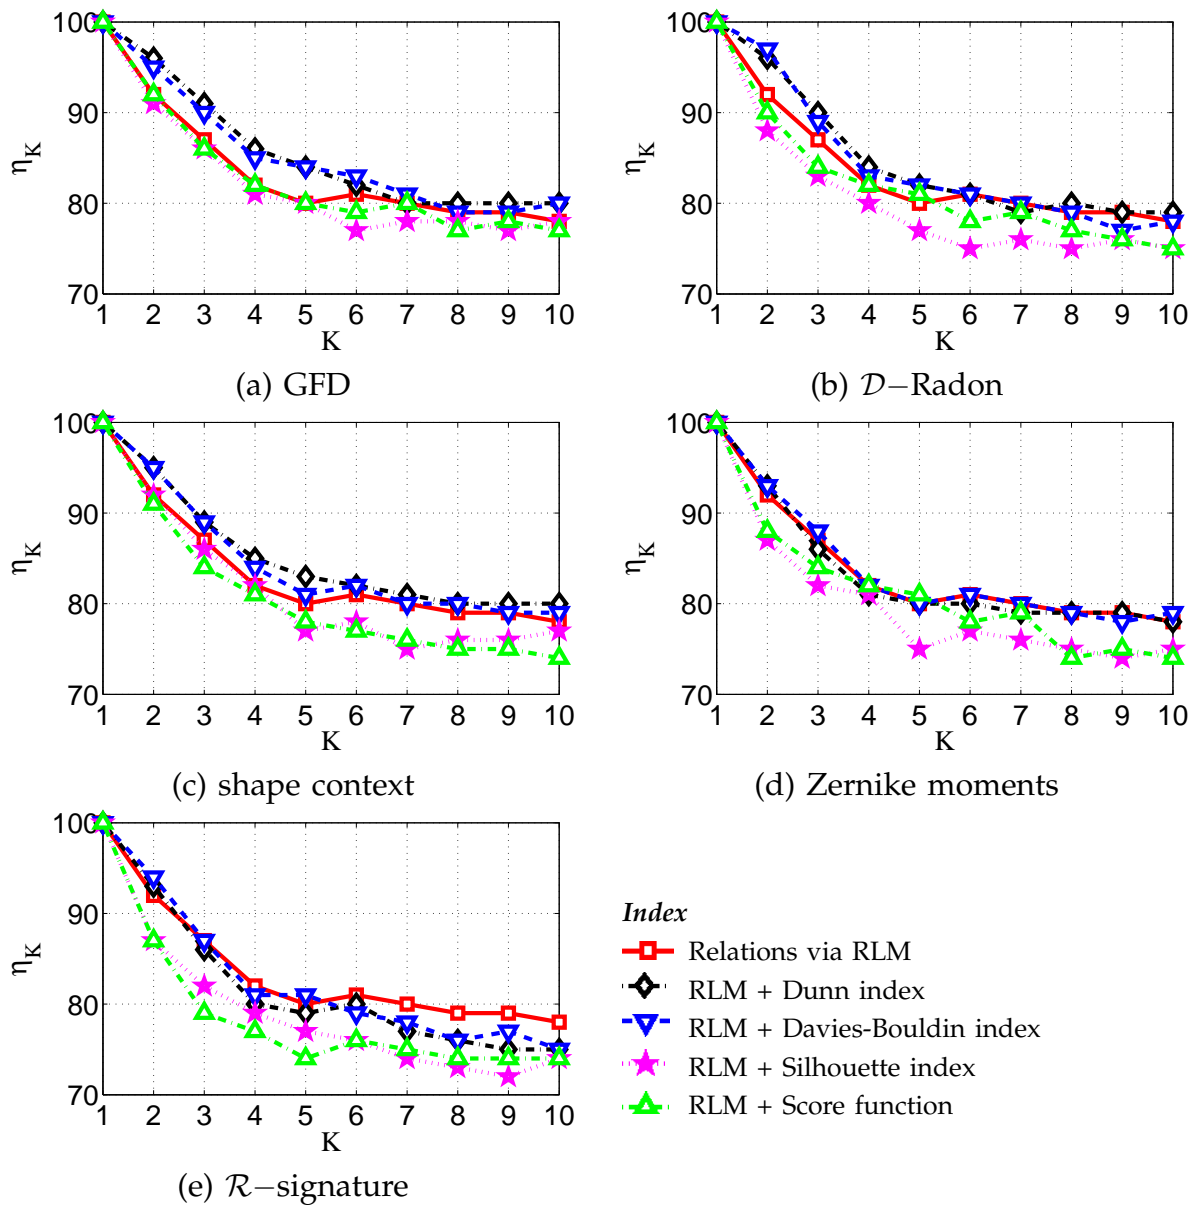 100
90
80
70
η_K
1 2 3 4 5 6 7 8 9 10
K
(a) GFD
100
90
80
70
η_K
1 2 3 4 5 6 7 8 9 10
K
(b) 𝒟−Radon
100
90
80
70
η_K
1 2 3 4 5 6 7 8 9 10
K
(c) shape context
100
90
80
70
η_K
1 2 3 4 5 6 7 8 9 10
K
(d) Zernike moments
100
90
80
70
η_K
1 2 3 4 5 6 7 8 9 10
K
(e) ℛ−signature
Index
Relations via RLM
RLM + Dunn index
RLM + Davies-Bouldin index
RLM + Silhouette index
RLM + Score function